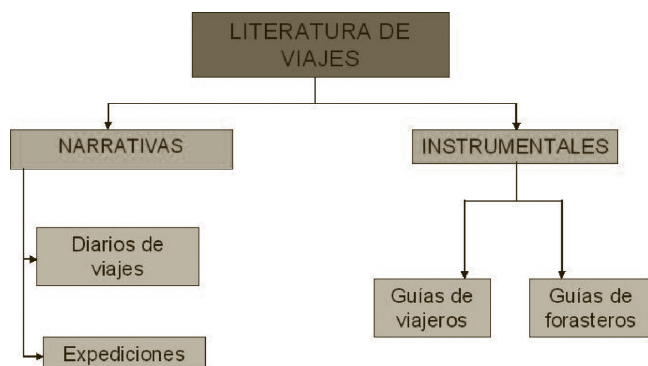 LITERATURA DE
VIAJES
NARRATIVAS
INSTRUMENTALES
Diarios de
viajes
Guías de
viajeros
Guías de
forasteros
Expediciones